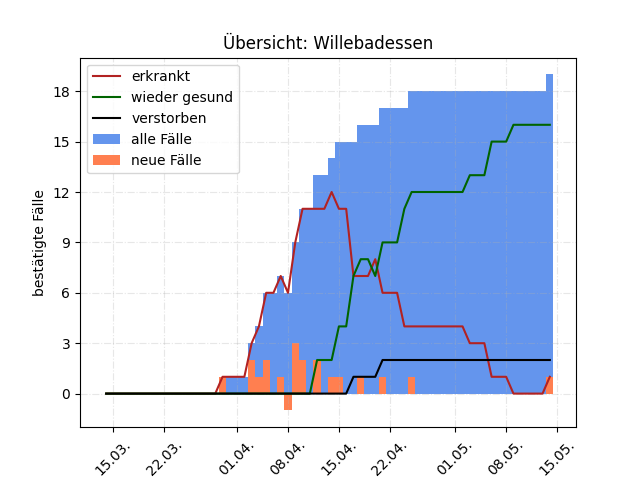 Übersicht: Willebadessen
erkrankt
wieder gesund
verstorben
alle Fälle
neue Fälle
bestätigte Fälle
18
15
12
9
6
3
0
15.03.
22.03.
01.04.
08.04.
15.04.
22.04.
01.05.
08.05.
15.05.